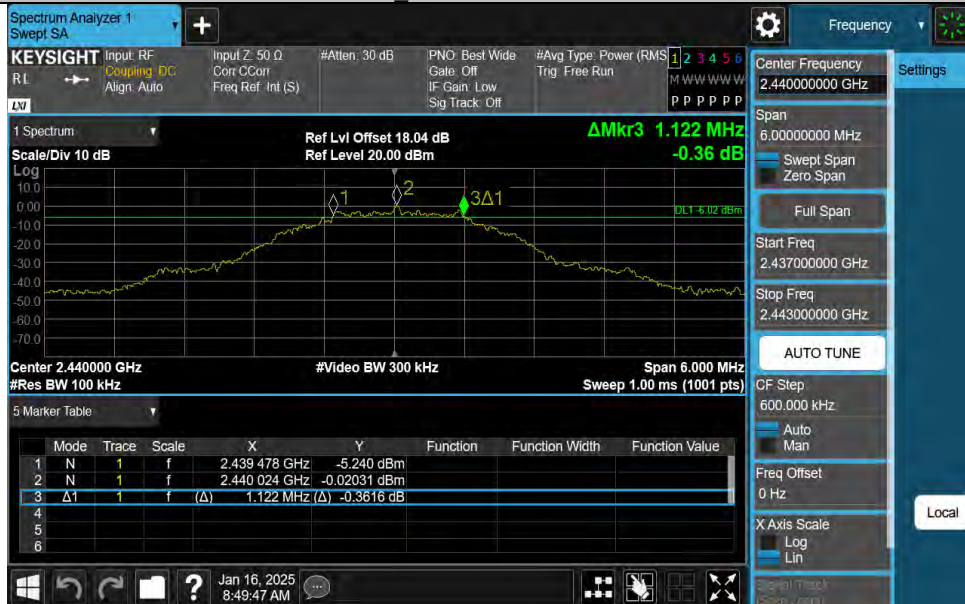 Spectrum Analyzer 1
Swept SA
+
Frequency
KEYSIGHT
RL
LXI
Input: RF
Coupling: DC
Align: Auto
Input Z: 50 Ω
Corr CCorr
Freq Ref: Int (S)
#Atten: 30 dB
PNO: Best Wide
Gate: Off
IF Gain: Low
Sig Track: Off
#Avg Type: Power (RMS
Trig: Free Run
1 2 3 4 5 6
M W W W W W
P P P P P P
1 Spectrum
Scale/Div 10 dB
Ref Lvl Offset 18.04 dB
Ref Level 20.00 dBm
ΔMkr3 1.122 MHz
-0.36 dB
Log
10.0
0.00
-10.0
-20.0
-30.0
-40.0
-50.0
-60.0
-70.0
1
2
3Δ1
DL1 -6.02 dBm
Center 2.440000 GHz
#Video BW 300 kHz
Span 6.000 MHz
#Res BW 100 kHz
Sweep 1.00 ms (1001 pts)
5 Marker Table
Mode Trace Scale X Y Function Function Width Function Value
1 N 1 f 2.439 478 GHz -5.240 dBm
2 N 1 f 2.440 024 GHz -0.02031 dBm
3 Δ1 1 f (Δ) 1.122 MHz (Δ) -0.3616 dB
4
5
6
Jan 16, 2025
8:49:47 AM
?
Center Frequency
2.440000000 GHz
Span
6.00000000 MHz
Swept Span
Zero Span
Full Span
Start Freq
2.437000000 GHz
Stop Freq
2.443000000 GHz
AUTO TUNE
CF Step
600.000 kHz
Auto
Man
Freq Offset
0 Hz
X Axis Scale
Log
Lin
Signal Track
Settings
Local